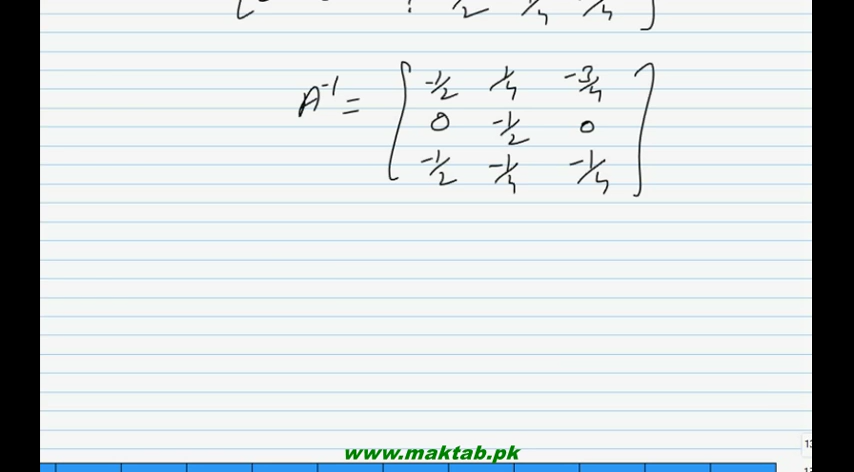 A⁻¹ = [ -1/2 1/4 -3/4
0 -1/2 0
-1/2 -1/4 -1/4 ]
www.maktab.pk